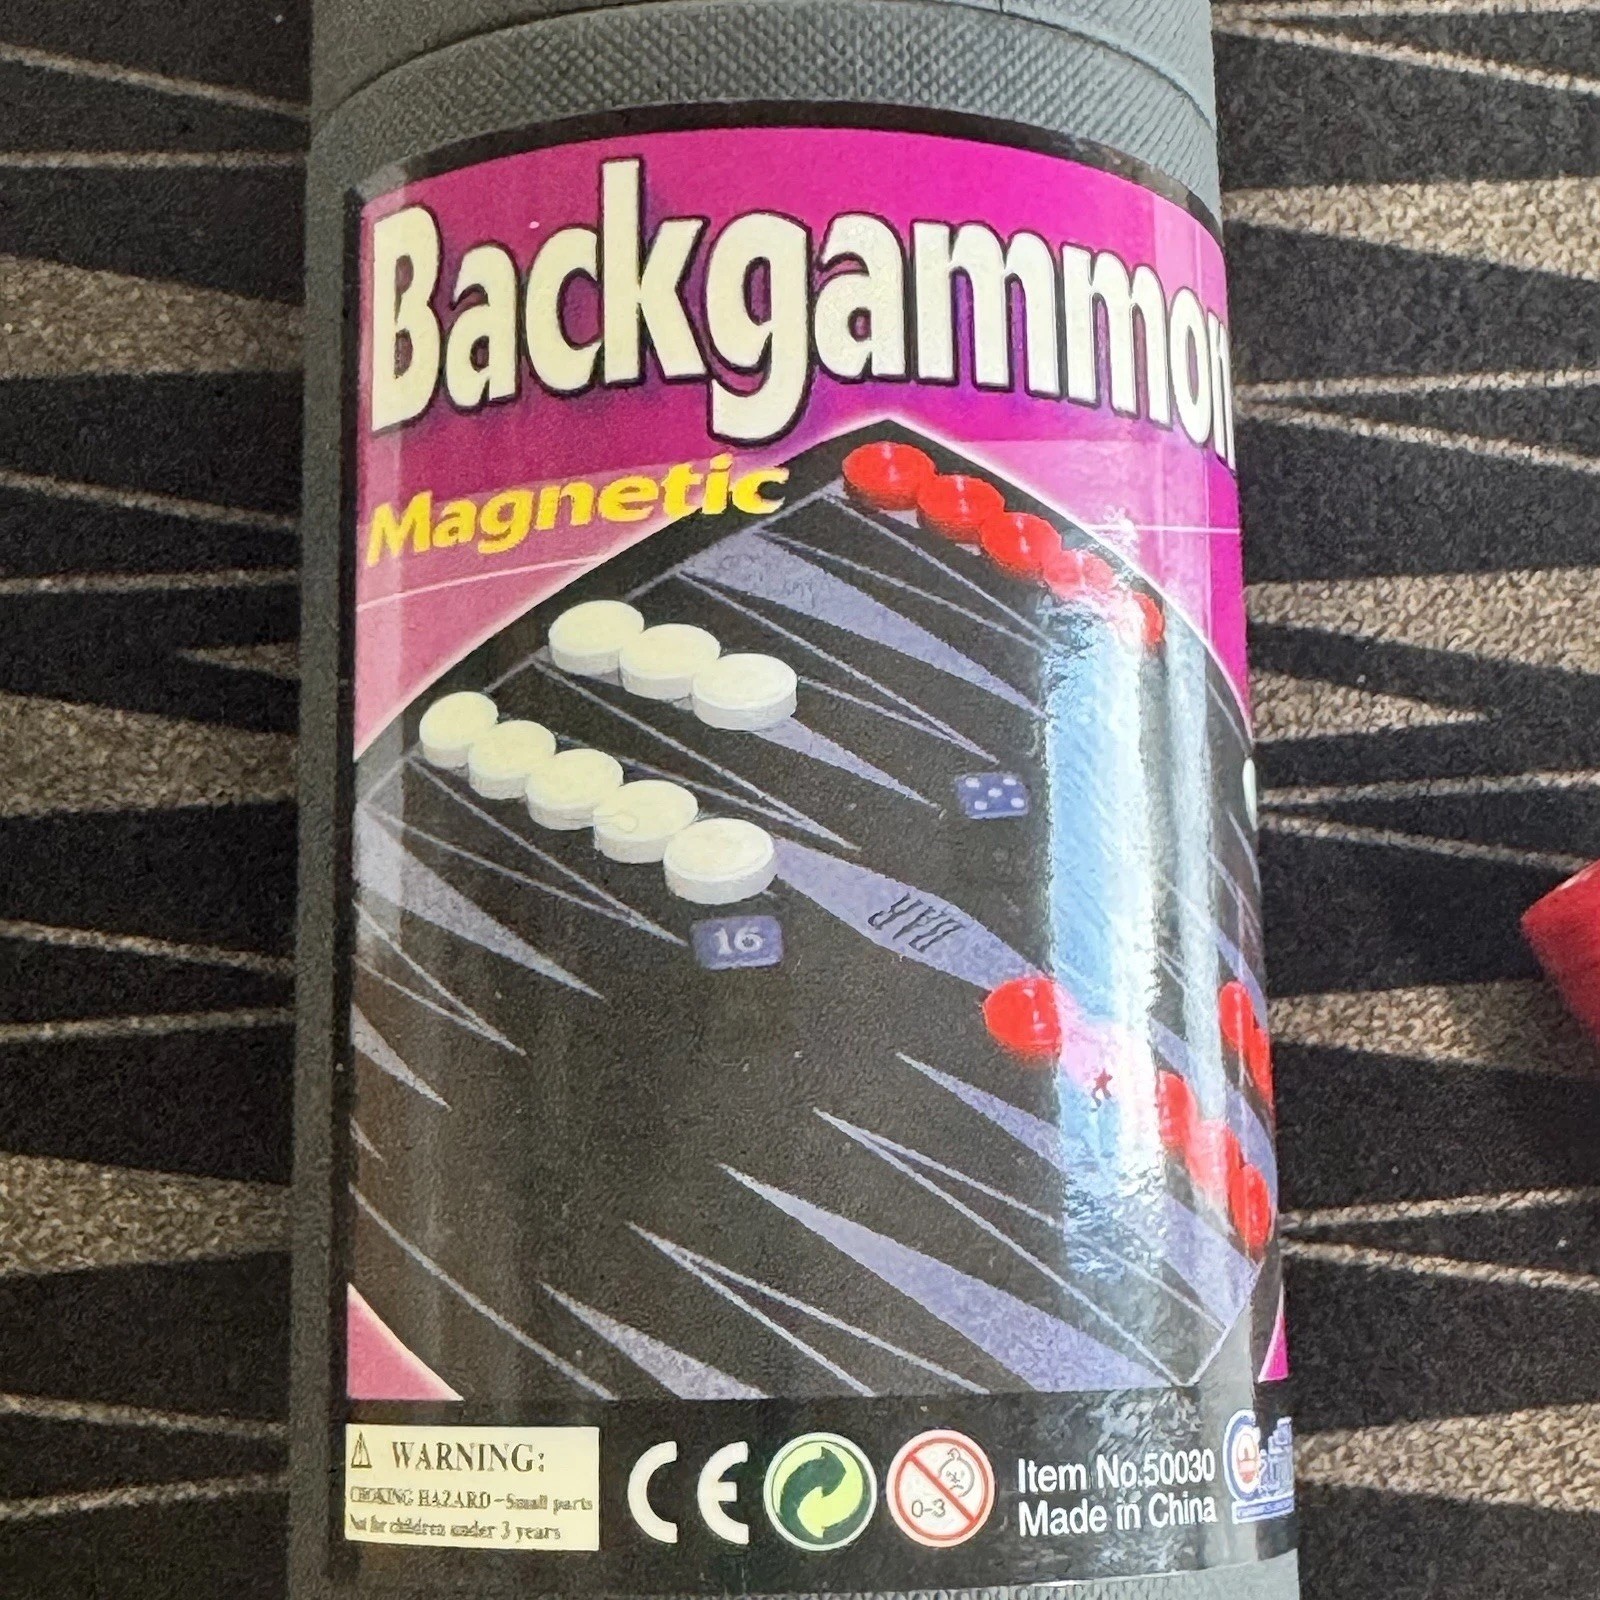 Backgammon
Magnetic
BAR
16
WARNING:
CHOKING HAZARD-Small parts
Not for children under 3 years
CE
0-3
Item No.50030
Made in China